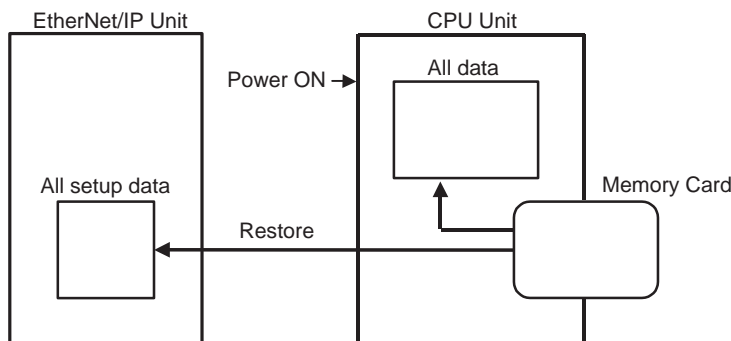 EtherNet/IP Unit
CPU Unit
Power ON
All data
All setup data
Memory Card
Restore